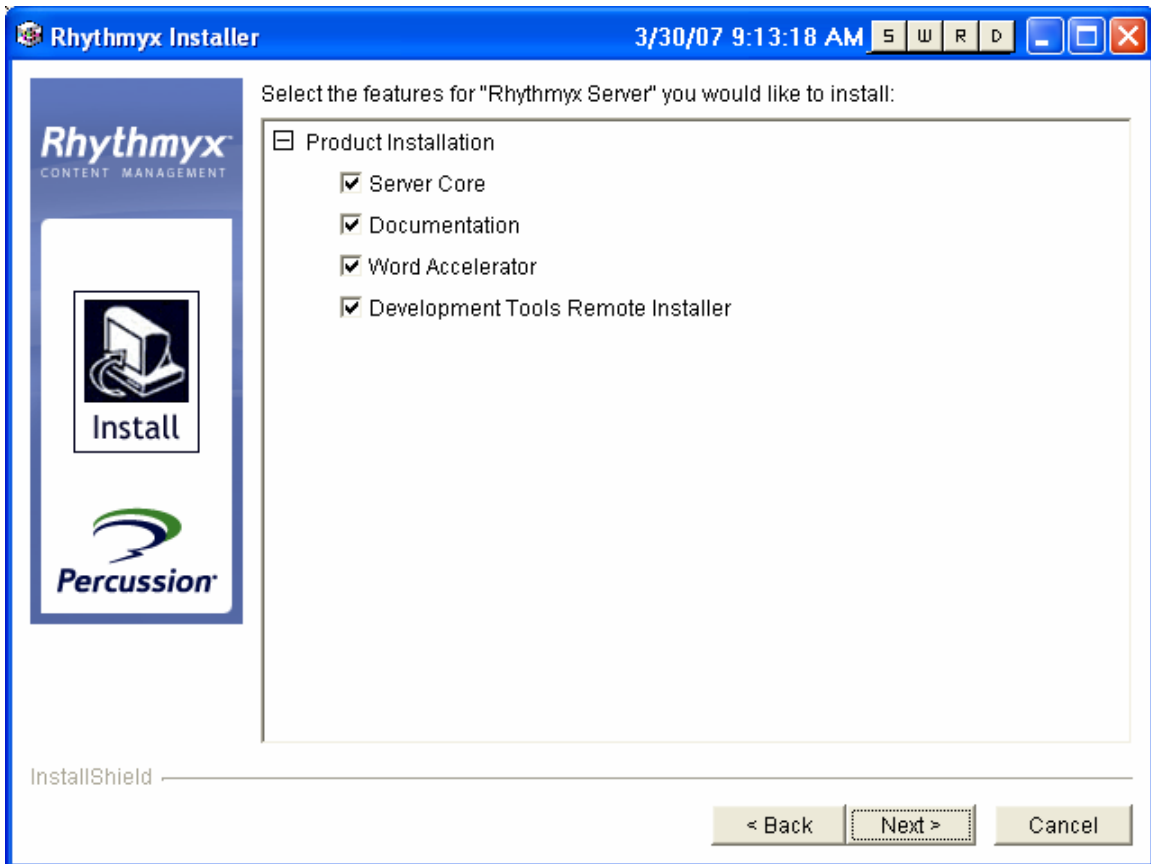 Rhythmyx Installer 3/30/07 9:13:18 AM S W R D
Rhythmyx
CONTENT MANAGEMENT
Install
Percussion
Select the features for "Rhythmyx Server" you would like to install:
Product Installation
Server Core
Documentation
Word Accelerator
Development Tools Remote Installer
InstallShield
< Back Next > Cancel